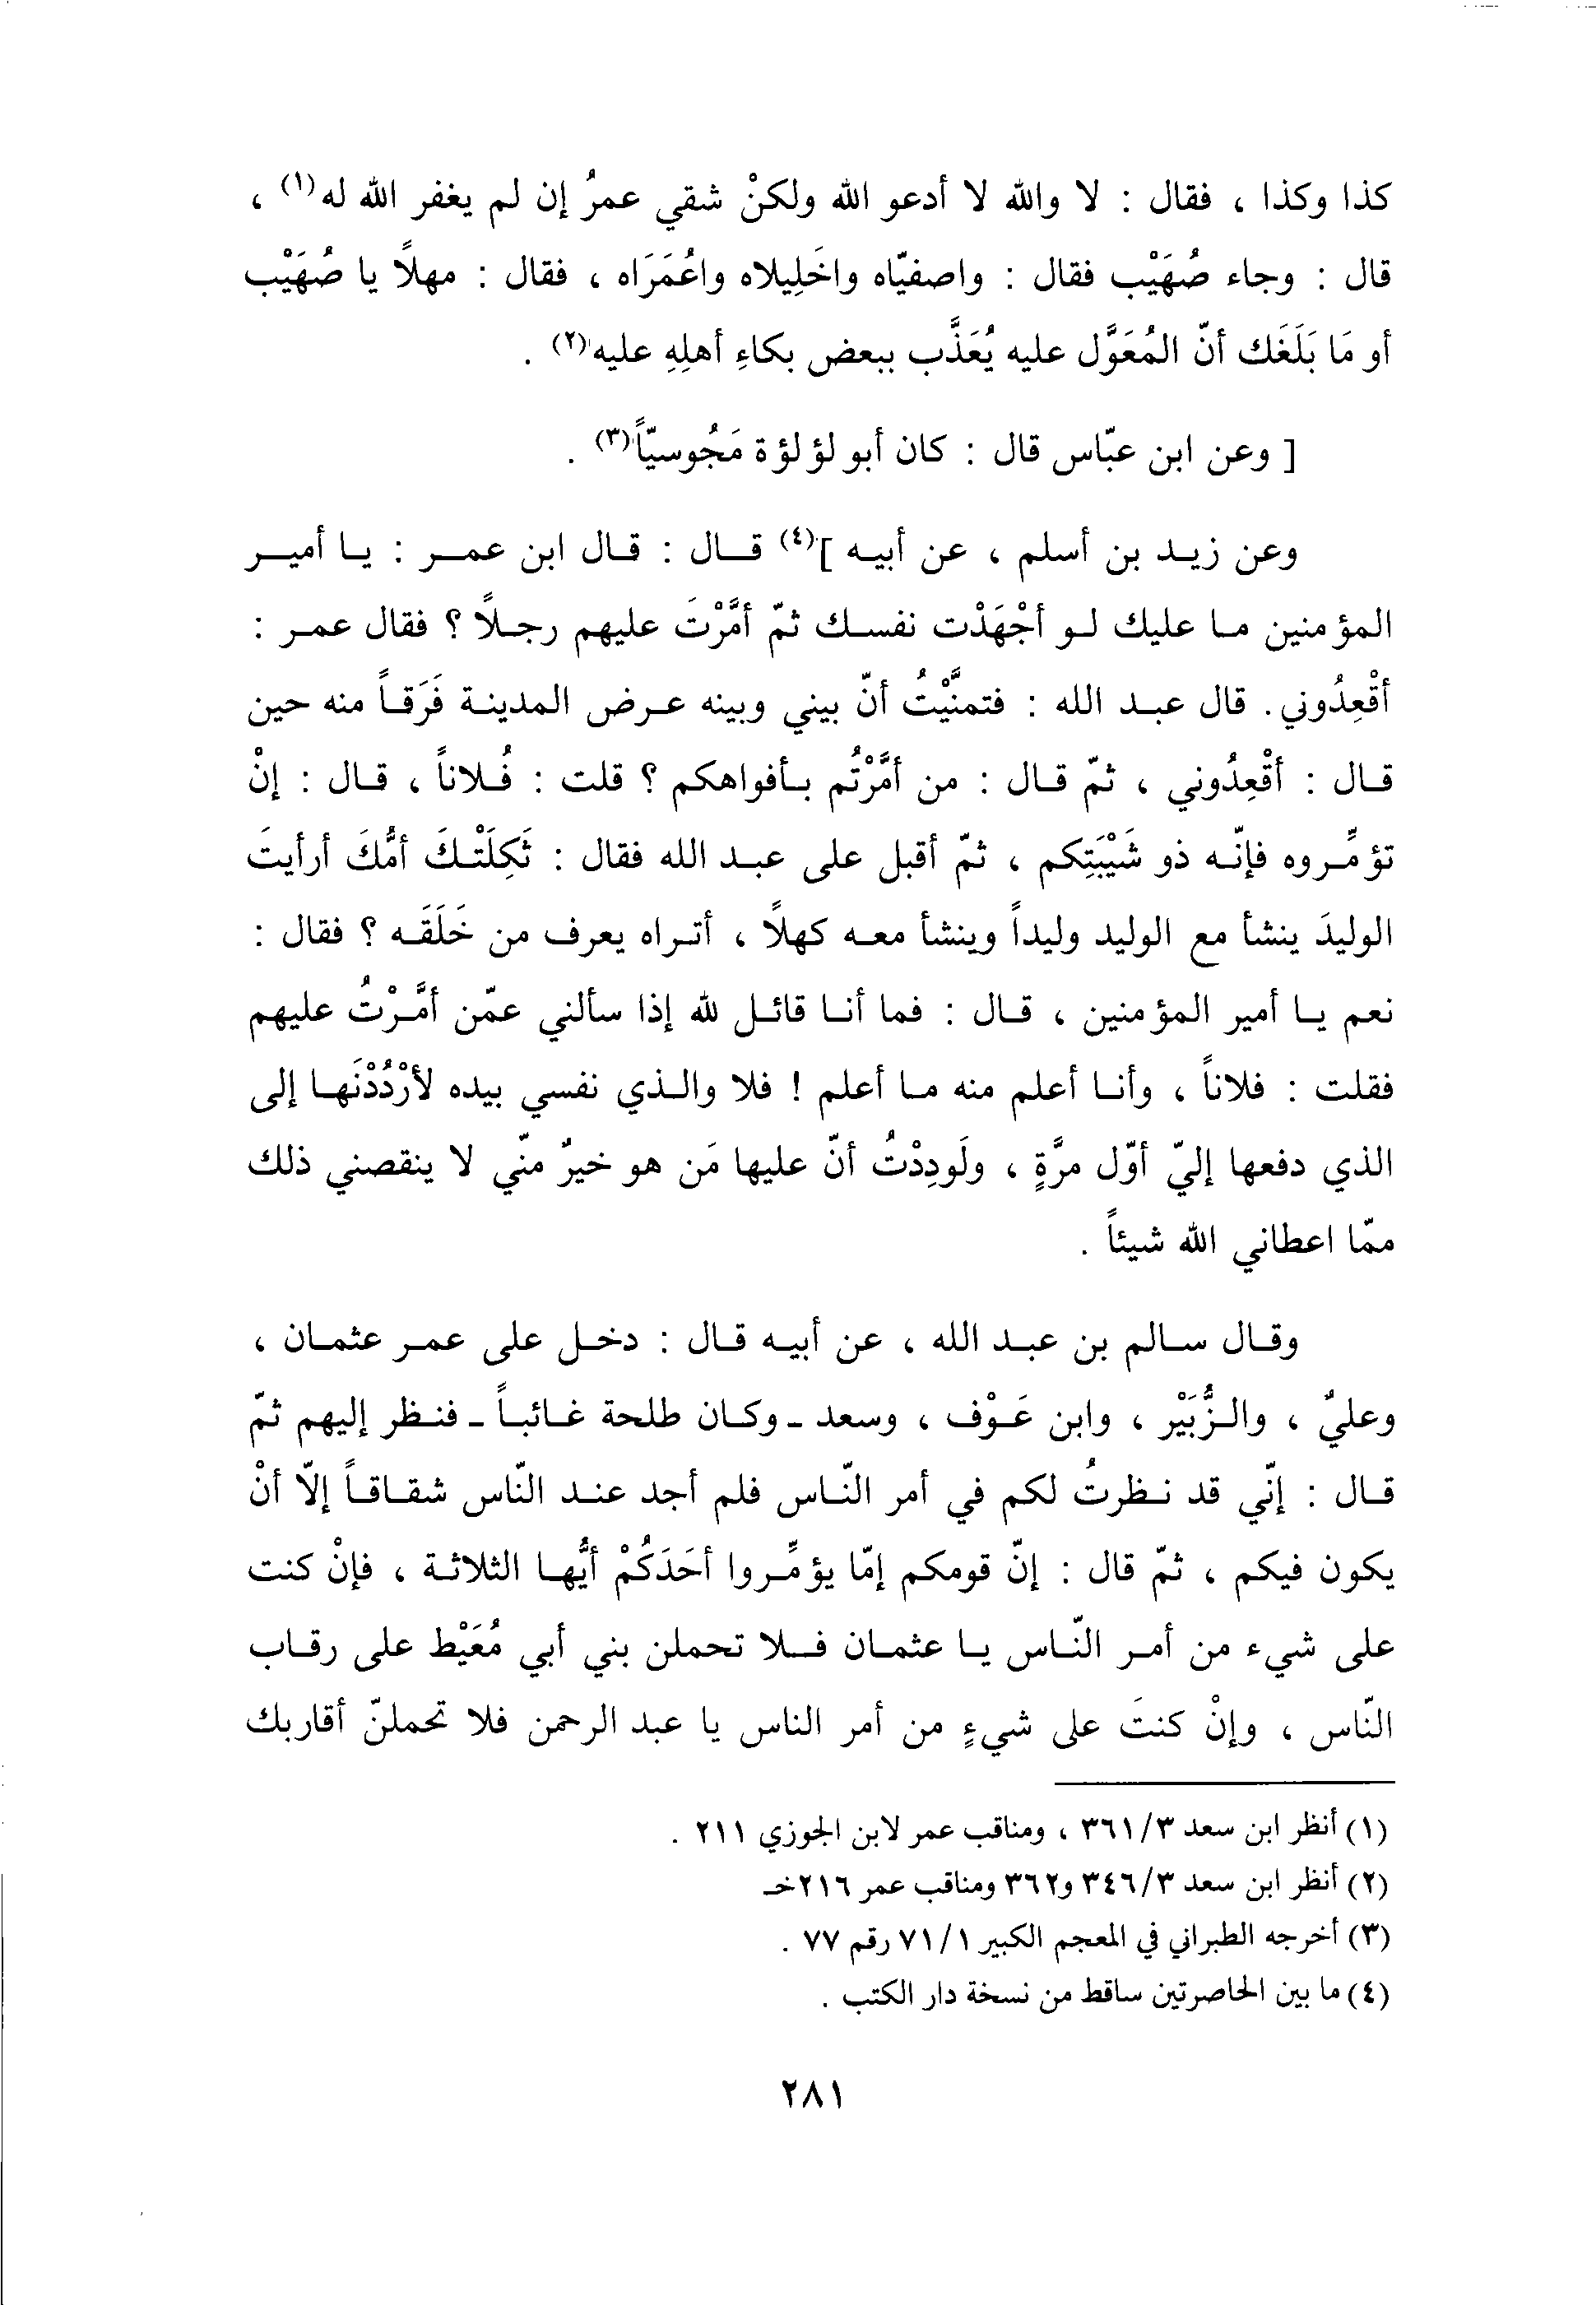 كذا وكذا ، فقال : لا والله لا أدعو الله ولكنْ شقي عمرُ إن لم يغفر الله له(١) ،
قال : وجاء صُهَيْب فقال : واصفيّاه واخَلِيلاه واعُمَرَاه ، فقال : مهلاً يا صُهَيْب
أو مَا بَلَغَك أنّ المُعَوَّل عليه يُعَذَّب ببعض بكاءِ أهلِهِ عليه(٢) .
[ وعن ابن عبّاس قال : كان أبو لؤلؤة مَجُوسيّاً(٣) .
وعن زيد بن أسلم ، عن أبيه ](٤) قال : قال ابن عمر : يا أمير
المؤمنين ما عليك لو أجْهَدْت نفسك ثمّ أمَّرْتَ عليهم رجلاً ؟ فقال عمر :
أقْعِدُوني . قال عبد الله : فتمنَّيْتُ أنّ بيني وبينه عرض المدينة فَرَقاً منه حين
قال : أقْعِدُوني ، ثمّ قال : من أمَّرْتُم بأفواهكم ؟ قلت : فُلاناً ، قال : إنْ
تؤمِّروه فإنّه ذو شَيْبَتِكم ، ثمّ أقبل على عبد الله فقال : ثَكِلَتْكَ أمُّكَ أرأيتَ
الوليدَ ينشأ مع الوليد وليداً وينشأ معه كهلاً ، أتراه يعرف من خَلَقَه ؟ فقال :
نعم يا أمير المؤمنين ، قال : فما أنا قائل لله إذا سألني عمّن أمَّرْتُ عليهم
فقلت : فلاناً ، وأنا أعلم منه ما أعلم ! فلا والذي نفسي بيده لأرْدُدْنَها إلى
الذي دفعها إليّ أوّل مرَّةٍ ، ولَودِدْتُ أنّ عليها مَن هو خيرٌ منّي لا ينقصني ذلك
ممّا اعطاني الله شيئاً .
وقال سالم بن عبد الله ، عن أبيه قال : دخل على عمر عثمان ،
وعليٌ ، والزُّبَيْر ، وابن عَوْف ، وسعد ـ وكان طلحة غائباً ـ فنظر إليهم ثمّ
قال : إنّي قد نظرتُ لكم في أمر النّاس فلم أجد عند النّاس شقاقاً إلاّ أنْ
يكون فيكم ، ثمّ قال : إنّ قومكم إمّا يؤمِّروا أحَدَكُمْ أيُّها الثلاثة ، فإنْ كنت
على شيء من أمر النّاس يا عثمان فلا تحملن بني أبي مُعَيْط على رقاب
النّاس ، وإنْ كنتَ على شيءٍ من أمر الناس يا عبد الرحمن فلا تحملنّ أقاربك
(١) أنظر ابن سعد ٣/٣٦١ ، ومناقب عمر لابن الجوزي ٢١١ .
(٢) أنظر ابن سعد ٣/٣٤٦ و٣٦٢ ومناقب عمر ٢١٦خـ
(٣) أخرجه الطبراني في المعجم الكبير ١/٧١ رقم ٧٧ .
(٤) ما بين الحاصرتين ساقط من نسخة دار الكتب .
٢٨١